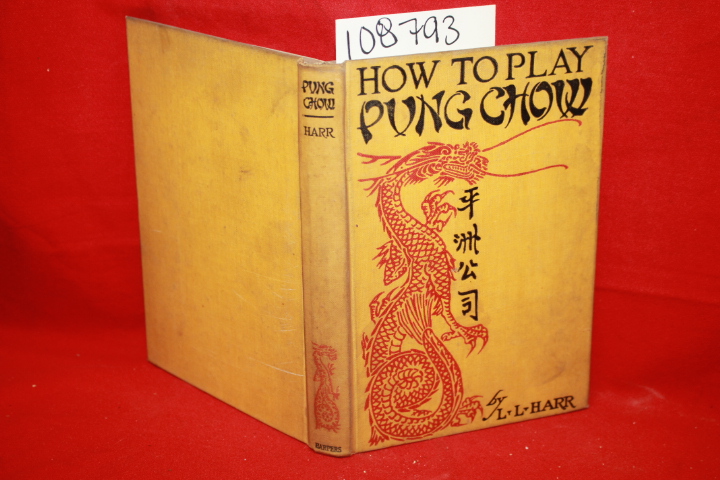 108793
HOW TO PLAY
PUNG CHOW
平洲公司
by
L·L·HARR
PUNG
CHOW
HARR
HARPERS